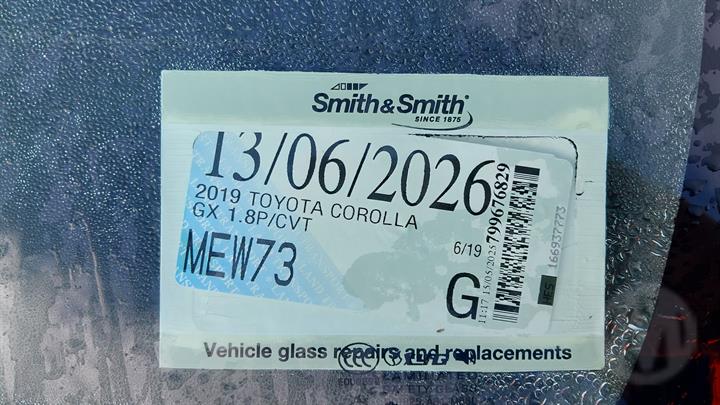 Smith&Smith®
SINCE 1875
13/06/2026
2019 TOYOTA COROLLA
GX 1.8P/CVT
MEW73
6/19
G
799676829
11:17 15/05/2025
166937773
Vehicle glass repairs and replacements